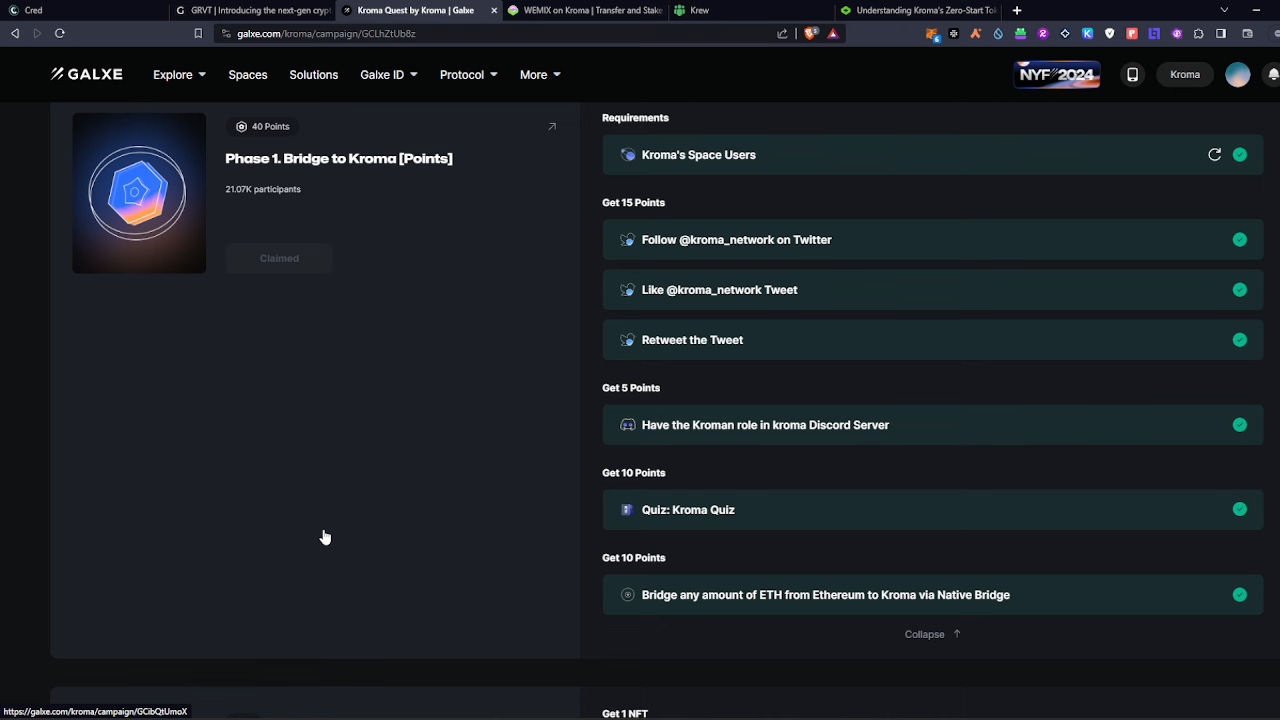 Cred
GRVT | Introducing the next-gen crypt
Kroma Quest by Kroma | Galxe
WEMIX on Kroma | Transfer and Stake
Krew
Understanding Kroma's Zero-Start Tok
galxe.com/kroma/campaign/GCLhZtUb8z
GALXE
Explore
Spaces
Solutions
Galxe ID
Protocol
More
NYF 2024
Kroma
40 Points
Phase 1. Bridge to Kroma [Points]
21.07K participants
Claimed
Requirements
Kroma's Space Users
Get 15 Points
Follow @kroma_network on Twitter
Like @kroma_network Tweet
Retweet the Tweet
Get 5 Points
Have the Kroman role in kroma Discord Server
Get 10 Points
Quiz: Kroma Quiz
Get 10 Points
Bridge any amount of ETH from Ethereum to Kroma via Native Bridge
Collapse
Get 1 NFT
https://galxe.com/kroma/campaign/GCibQtUmoX